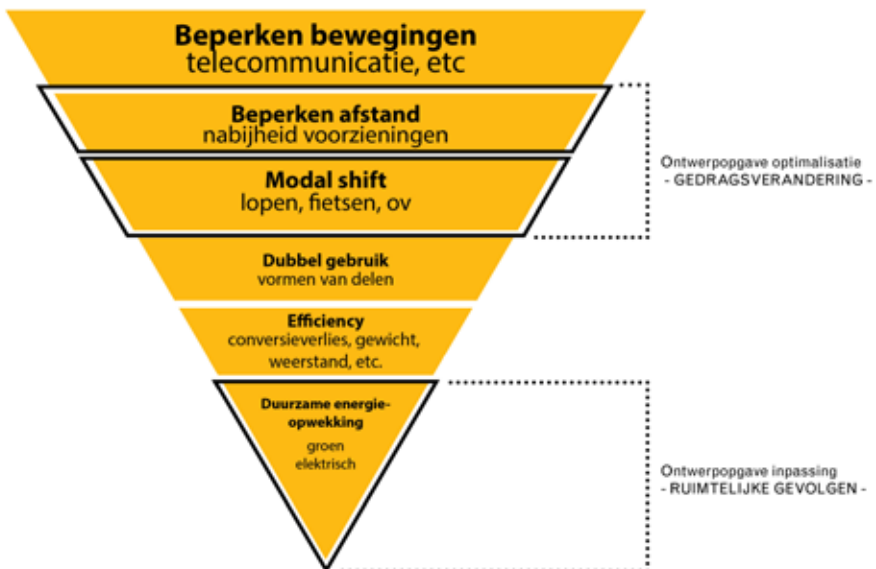 Beperken bewegingen
telecommunicatie, etc
Beperken afstand
nabijheid voorzieningen
Modal shift
lopen, fietsen, ov
Dubbel gebruik
vormen van delen
Efficiency
conversieverlies, gewicht,
weerstand, etc.
Duurzame energie-
opwekking
groen
elektrisch
Ontwerpopgave optimalisatie
- GEDRAGSVERANDERING -
Ontwerpopgave inpassing
- RUIMTELIJKE GEVOLGEN -